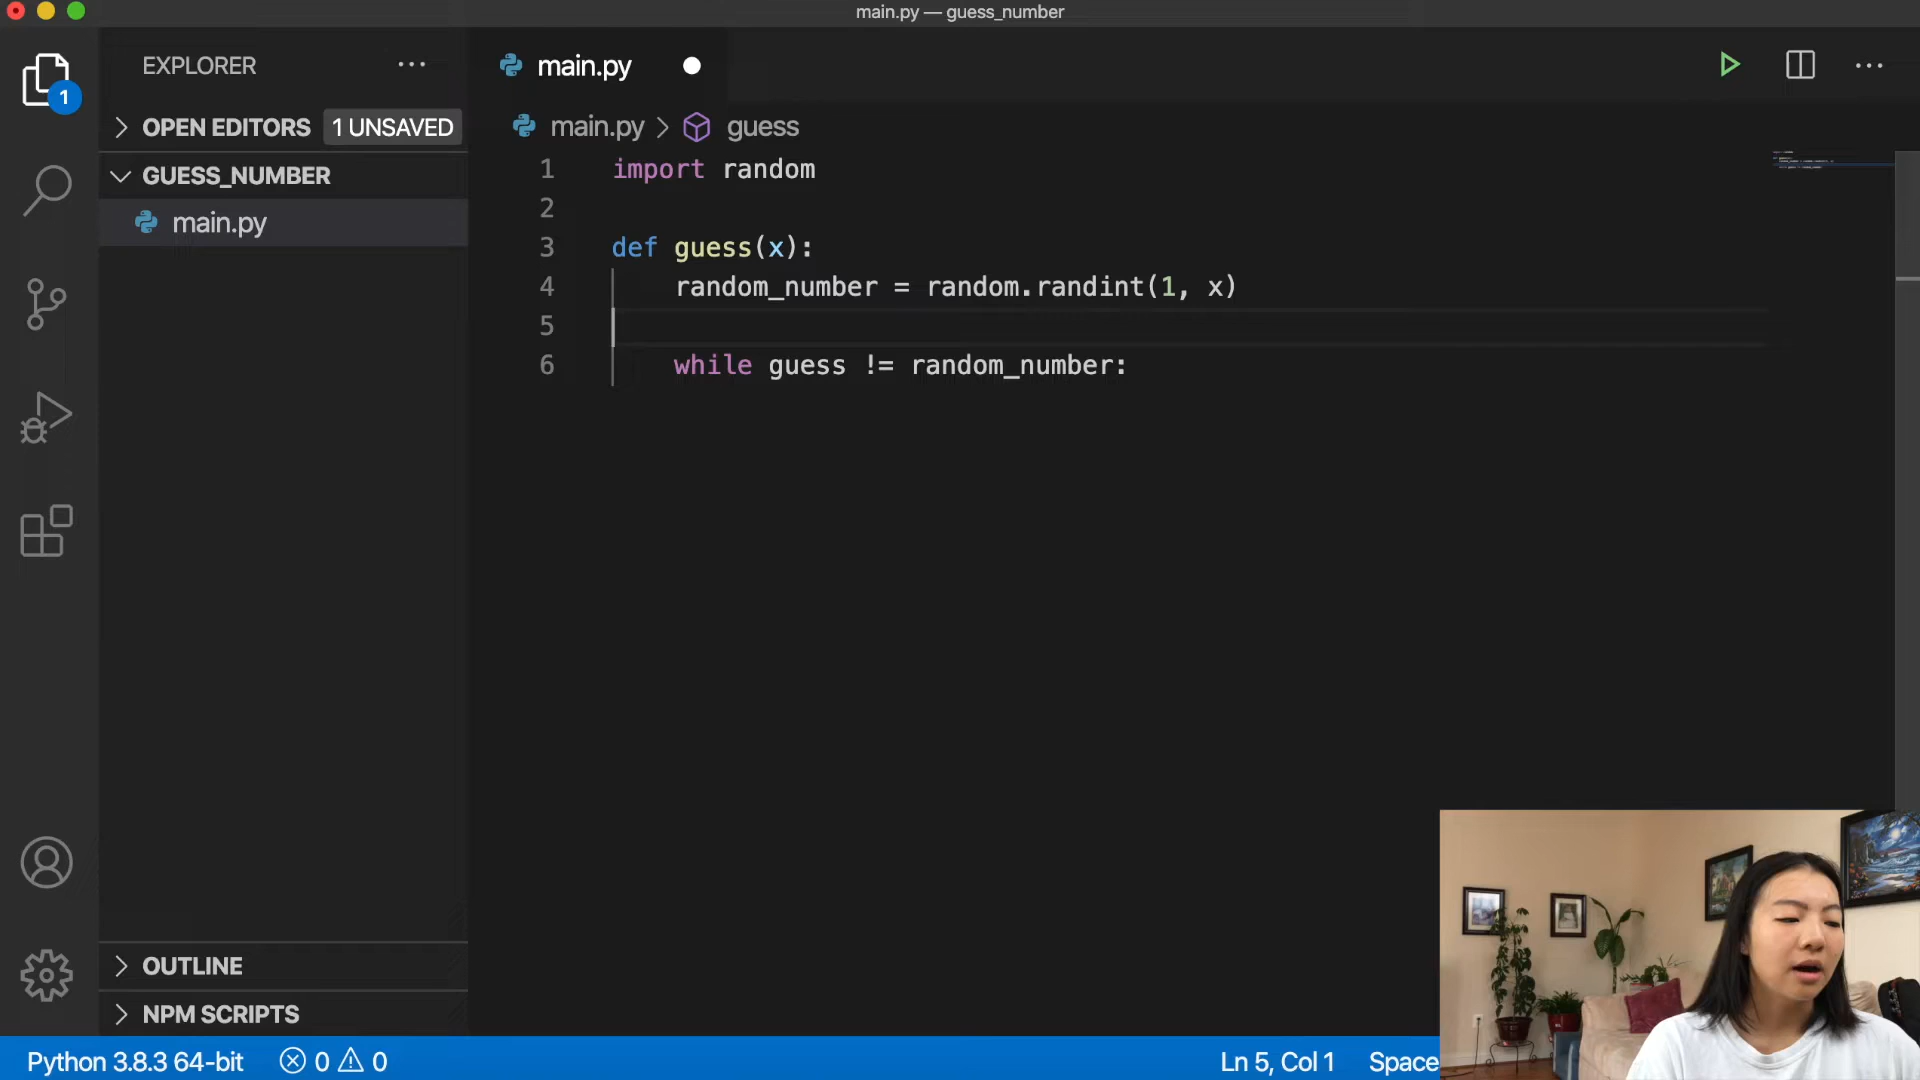 main.py — guess_number
EXPLORER
main.py
1
OPEN EDITORS
1 UNSAVED
main.py > guess
GUESS_NUMBER
main.py
1 import random
2
3 def guess(x):
4 random_number = random.randint(1, x)
5
6 while guess != random_number:
OUTLINE
NPM SCRIPTS
Python 3.8.3 64-bit
0
0
Ln 5, Col 1
Space